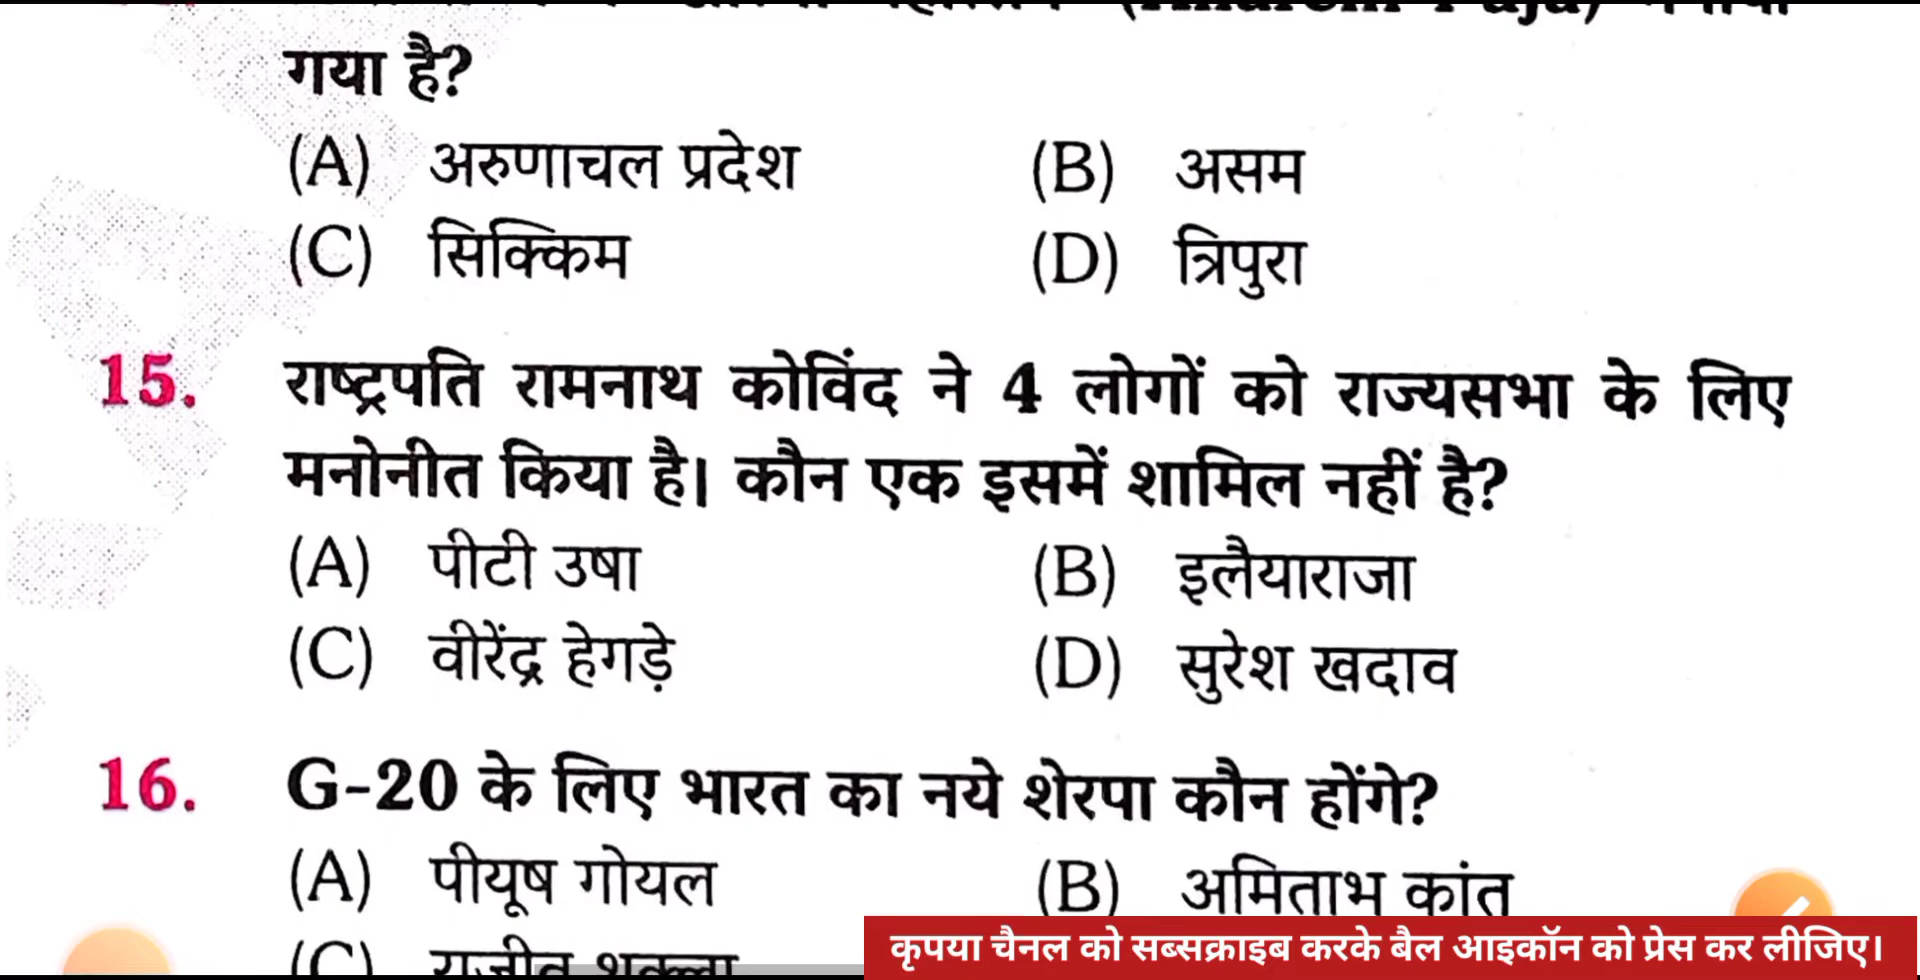 गया है?
(A) अरुणाचल प्रदेश (B) असम
(C) सिक्किम (D) त्रिपुरा
15. राष्ट्रपति रामनाथ कोविंद ने 4 लोगों को राज्यसभा के लिए
मनोनीत किया है। कौन एक इसमें शामिल नहीं है?
(A) पीटी उषा (B) इलैयाराजा
(C) वीरेंद्र हेगड़े (D) सुरेश खदाव
16. G-20 के लिए भारत का नये शेरपा कौन होंगे?
(A) पीयूष गोयल (B) अमिताभ कांत
(C)
कृपया चैनल को सब्सक्राइब करके बैल आइकॉन को प्रेस कर लीजिए।